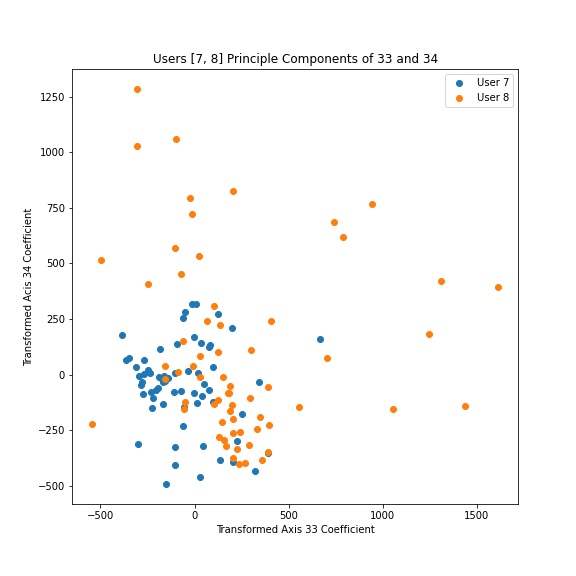 Users [7, 8] Principle Components of 33 and 34
User 7
User 8
Transformed Acis 34 Coefficient
1250
1000
750
500
250
0
−250
−500
−500
0
500
1000
1500
Transformed Axis 33 Coefficient